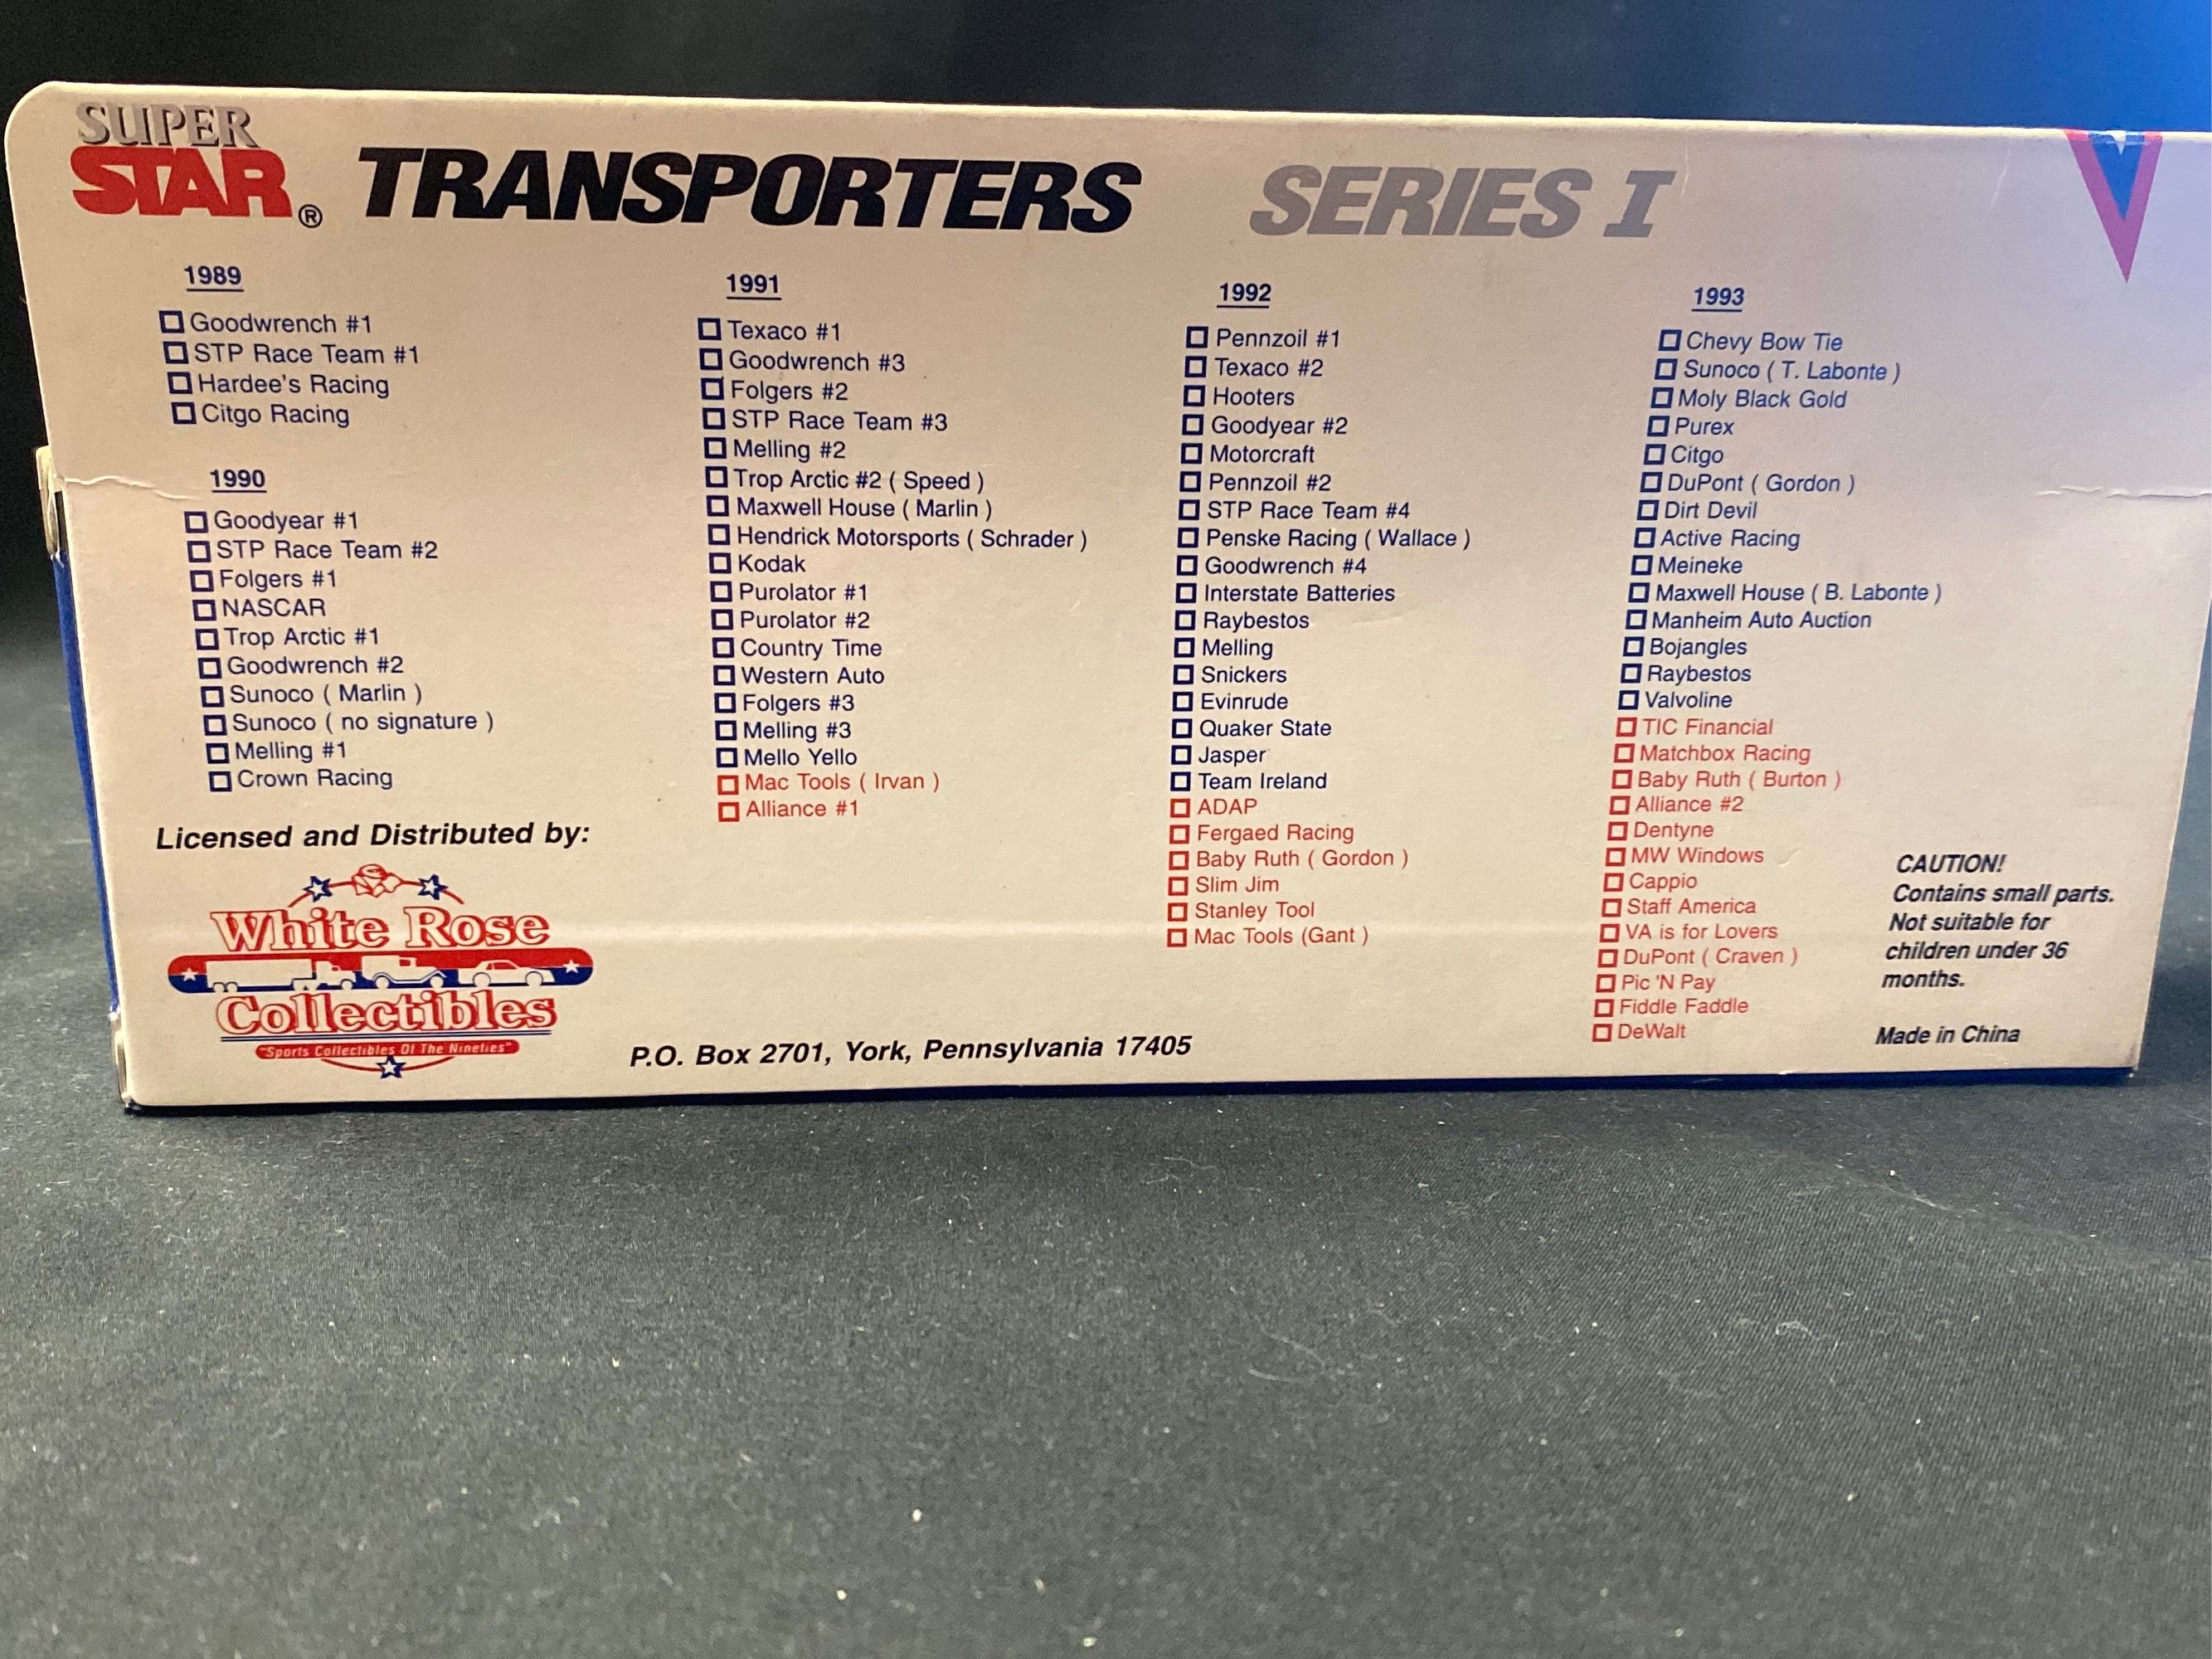 SUPER
STAR ® TRANSPORTERS SERIES I
1989
Goodwrench #1
STP Race Team #1
Hardee's Racing
Citgo Racing
1990
Goodyear #1
STP Race Team #2
Folgers #1
NASCAR
Trop Arctic #1
Goodwrench #2
Sunoco ( Marlin )
Sunoco ( no signature )
Melling #1
Crown Racing
1991
Texaco #1
Goodwrench #3
Folgers #2
STP Race Team #3
Melling #2
Trop Arctic #2 ( Speed )
Maxwell House ( Marlin )
Hendrick Motorsports ( Schrader )
Kodak
Purolator #1
Purolator #2
Country Time
Western Auto
Folgers #3
Melling #3
Mello Yello
Mac Tools ( Irvan )
Alliance #1
1992
Pennzoil #1
Texaco #2
Hooters
Goodyear #2
Motorcraft
Pennzoil #2
STP Race Team #4
Penske Racing ( Wallace )
Goodwrench #4
Interstate Batteries
Raybestos
Melling
Snickers
Evinrude
Quaker State
Jasper
Team Ireland
ADAP
Fergaed Racing
Baby Ruth ( Gordon )
Slim Jim
Stanley Tool
Mac Tools (Gant )
1993
Chevy Bow Tie
Sunoco ( T. Labonte )
Moly Black Gold
Purex
Citgo
DuPont ( Gordon )
Dirt Devil
Active Racing
Meineke
Maxwell House ( B. Labonte )
Manheim Auto Auction
Bojangles
Raybestos
Valvoline
TIC Financial
Matchbox Racing
Baby Ruth ( Burton )
Alliance #2
Dentyne
MW Windows
Cappio
Staff America
VA is for Lovers
DuPont ( Craven )
Pic 'N Pay
Fiddle Faddle
DeWalt
Licensed and Distributed by:
White Rose
Collectibles
"Sports Collectibles Of The Nineties"
P.O. Box 2701, York, Pennsylvania 17405
CAUTION!
Contains small parts.
Not suitable for
children under 36
months.
Made in China